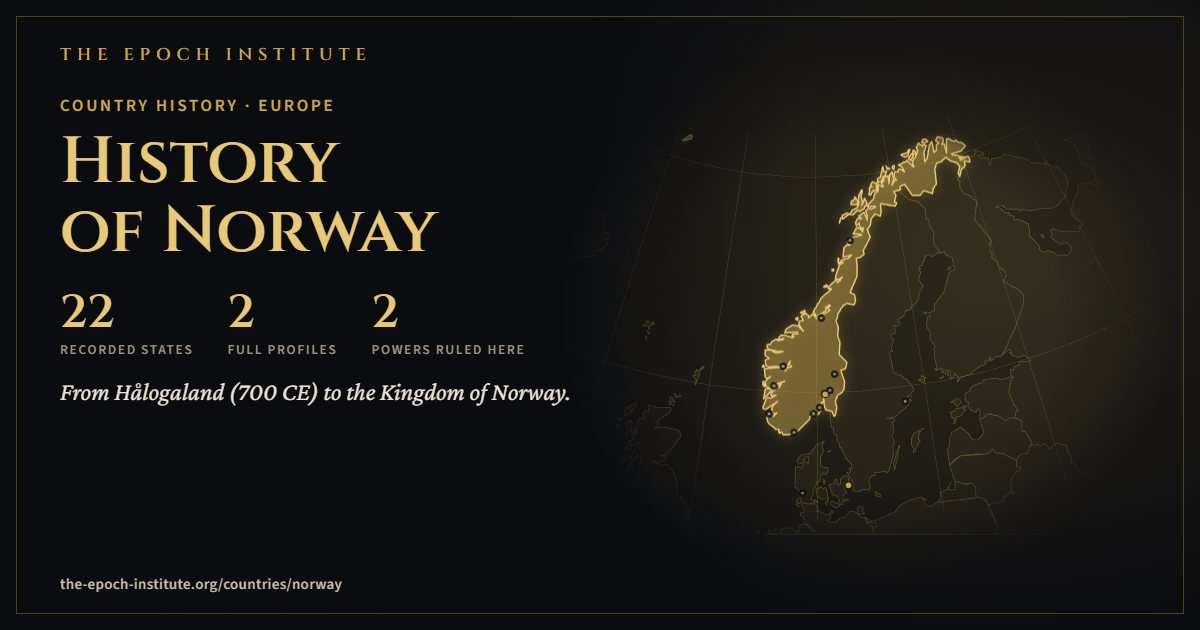 THE EPOCH INSTITUTE
COUNTRY HISTORY · EUROPE
HISTORY
OF NORWAY
22 2 2
RECORDED STATES FULL PROFILES POWERS RULED HERE
From Hålogaland (700 CE) to the Kingdom of Norway.
the-epoch-institute.org/countries/norway